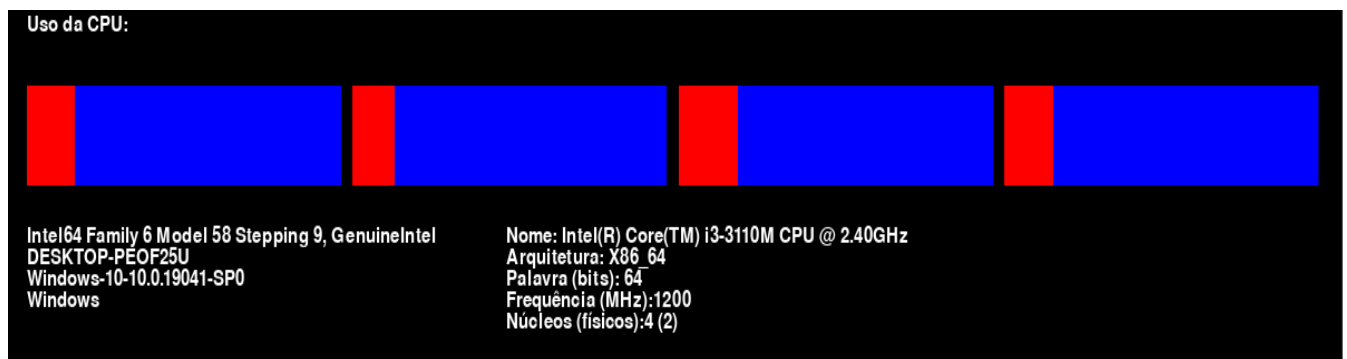 Uso da CPU:
Intel64 Family 6 Model 58 Stepping 9, GenuineIntel
DESKTOP-PEOF25U
Windows-10-10.0.19041-SP0
Windows
Nome: Intel(R) Core(TM) i3-3110M CPU @ 2.40GHz
Arquitetura: X86_64
Palavra (bits): 64
Frequência (MHz):1200
Núcleos (físicos):4 (2)